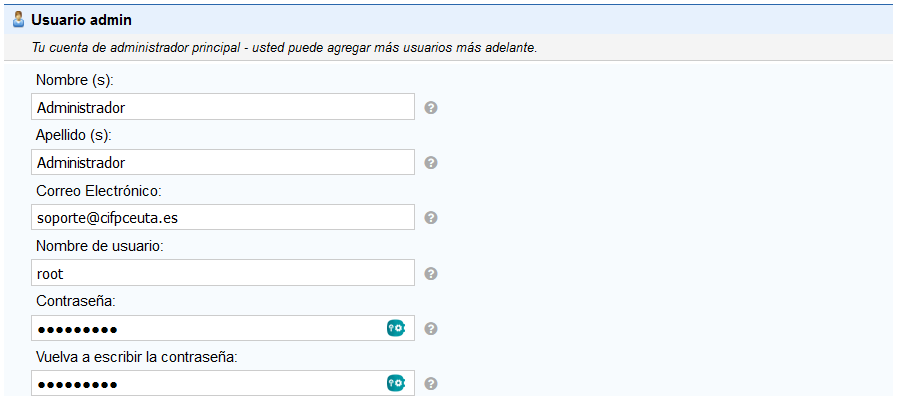 Usuario admin
Tu cuenta de administrador principal - usted puede agregar más usuarios más adelante.
Nombre (s):
Administrador
Apellido (s):
Administrador
Correo Electrónico:
soporte@cifpceuta.es
Nombre de usuario:
root
Contraseña:
●●●●●●●●●
Vuelva a escribir la contraseña:
●●●●●●●●●